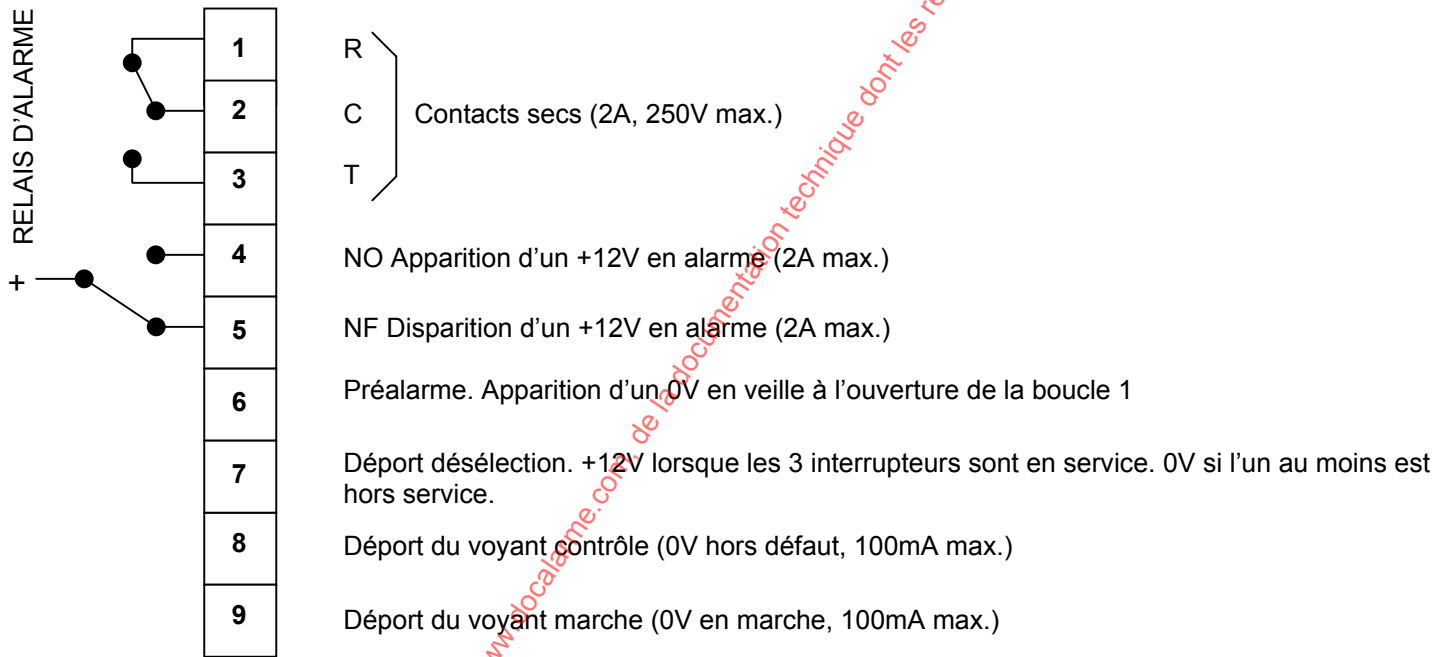 RELAIS D’ALARME
+
1
R
2
C
Contacts secs (2A, 250V max.)
3
T
4
NO Apparition d’un +12V en alarme (2A max.)
5
NF Disparition d’un +12V en alarme (2A max.)
6
Préalarme. Apparition d’un 0V en veille à l’ouverture de la boucle 1
7
Déport désélection. +12V lorsque les 3 interrupteurs sont en service. 0V si l’un au moins est
hors service.
8
Déport du voyant contrôle (0V hors défaut, 100mA max.)
9
Déport du voyant marche (0V en marche, 100mA max.)
docalarme.com, de la documentation technique dont les